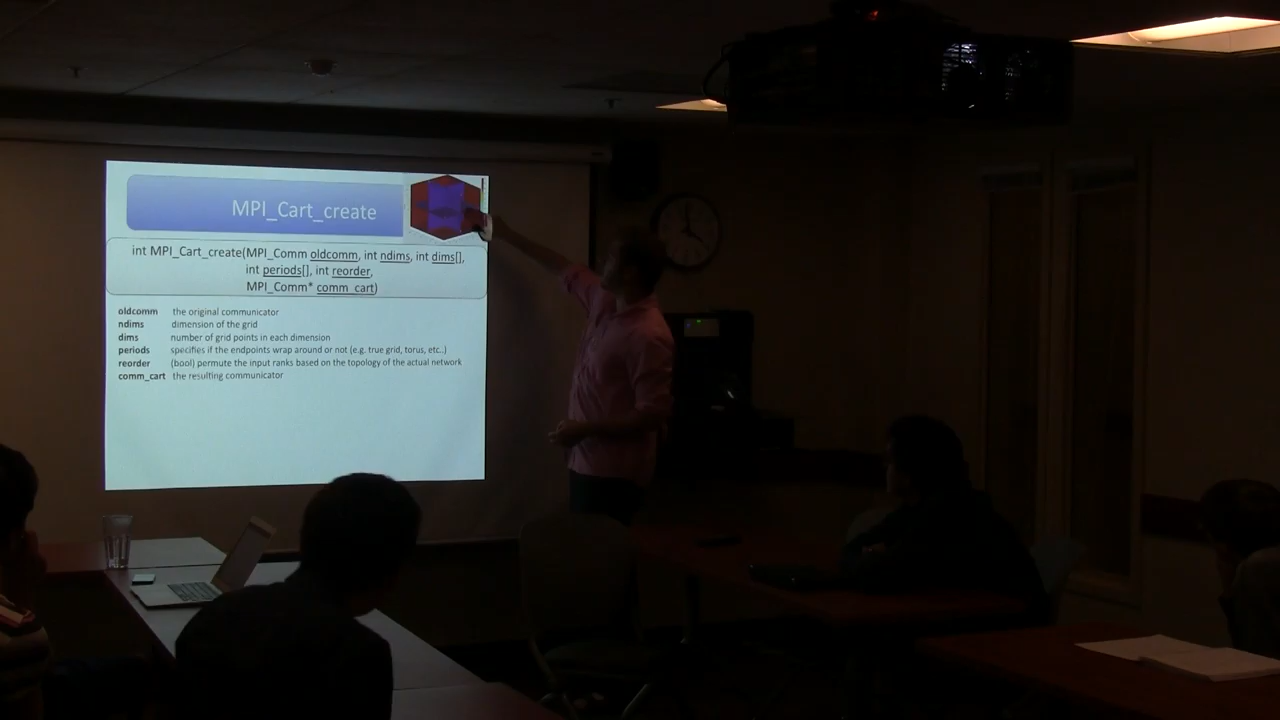 MPI_Cart_create
int MPI_Cart_create(MPI_Comm oldcomm, int ndims, int dims[],
int periods[], int reorder,
MPI_Comm* comm_cart)
oldcomm the original communicator
ndims dimension of the grid
dims number of grid points in each dimension
periods specifies if the endpoints wrap around or not (e.g. true grid, torus, etc..)
reorder (bool) permute the input ranks based on the topology of the actual network
comm_cart the resulting communicator